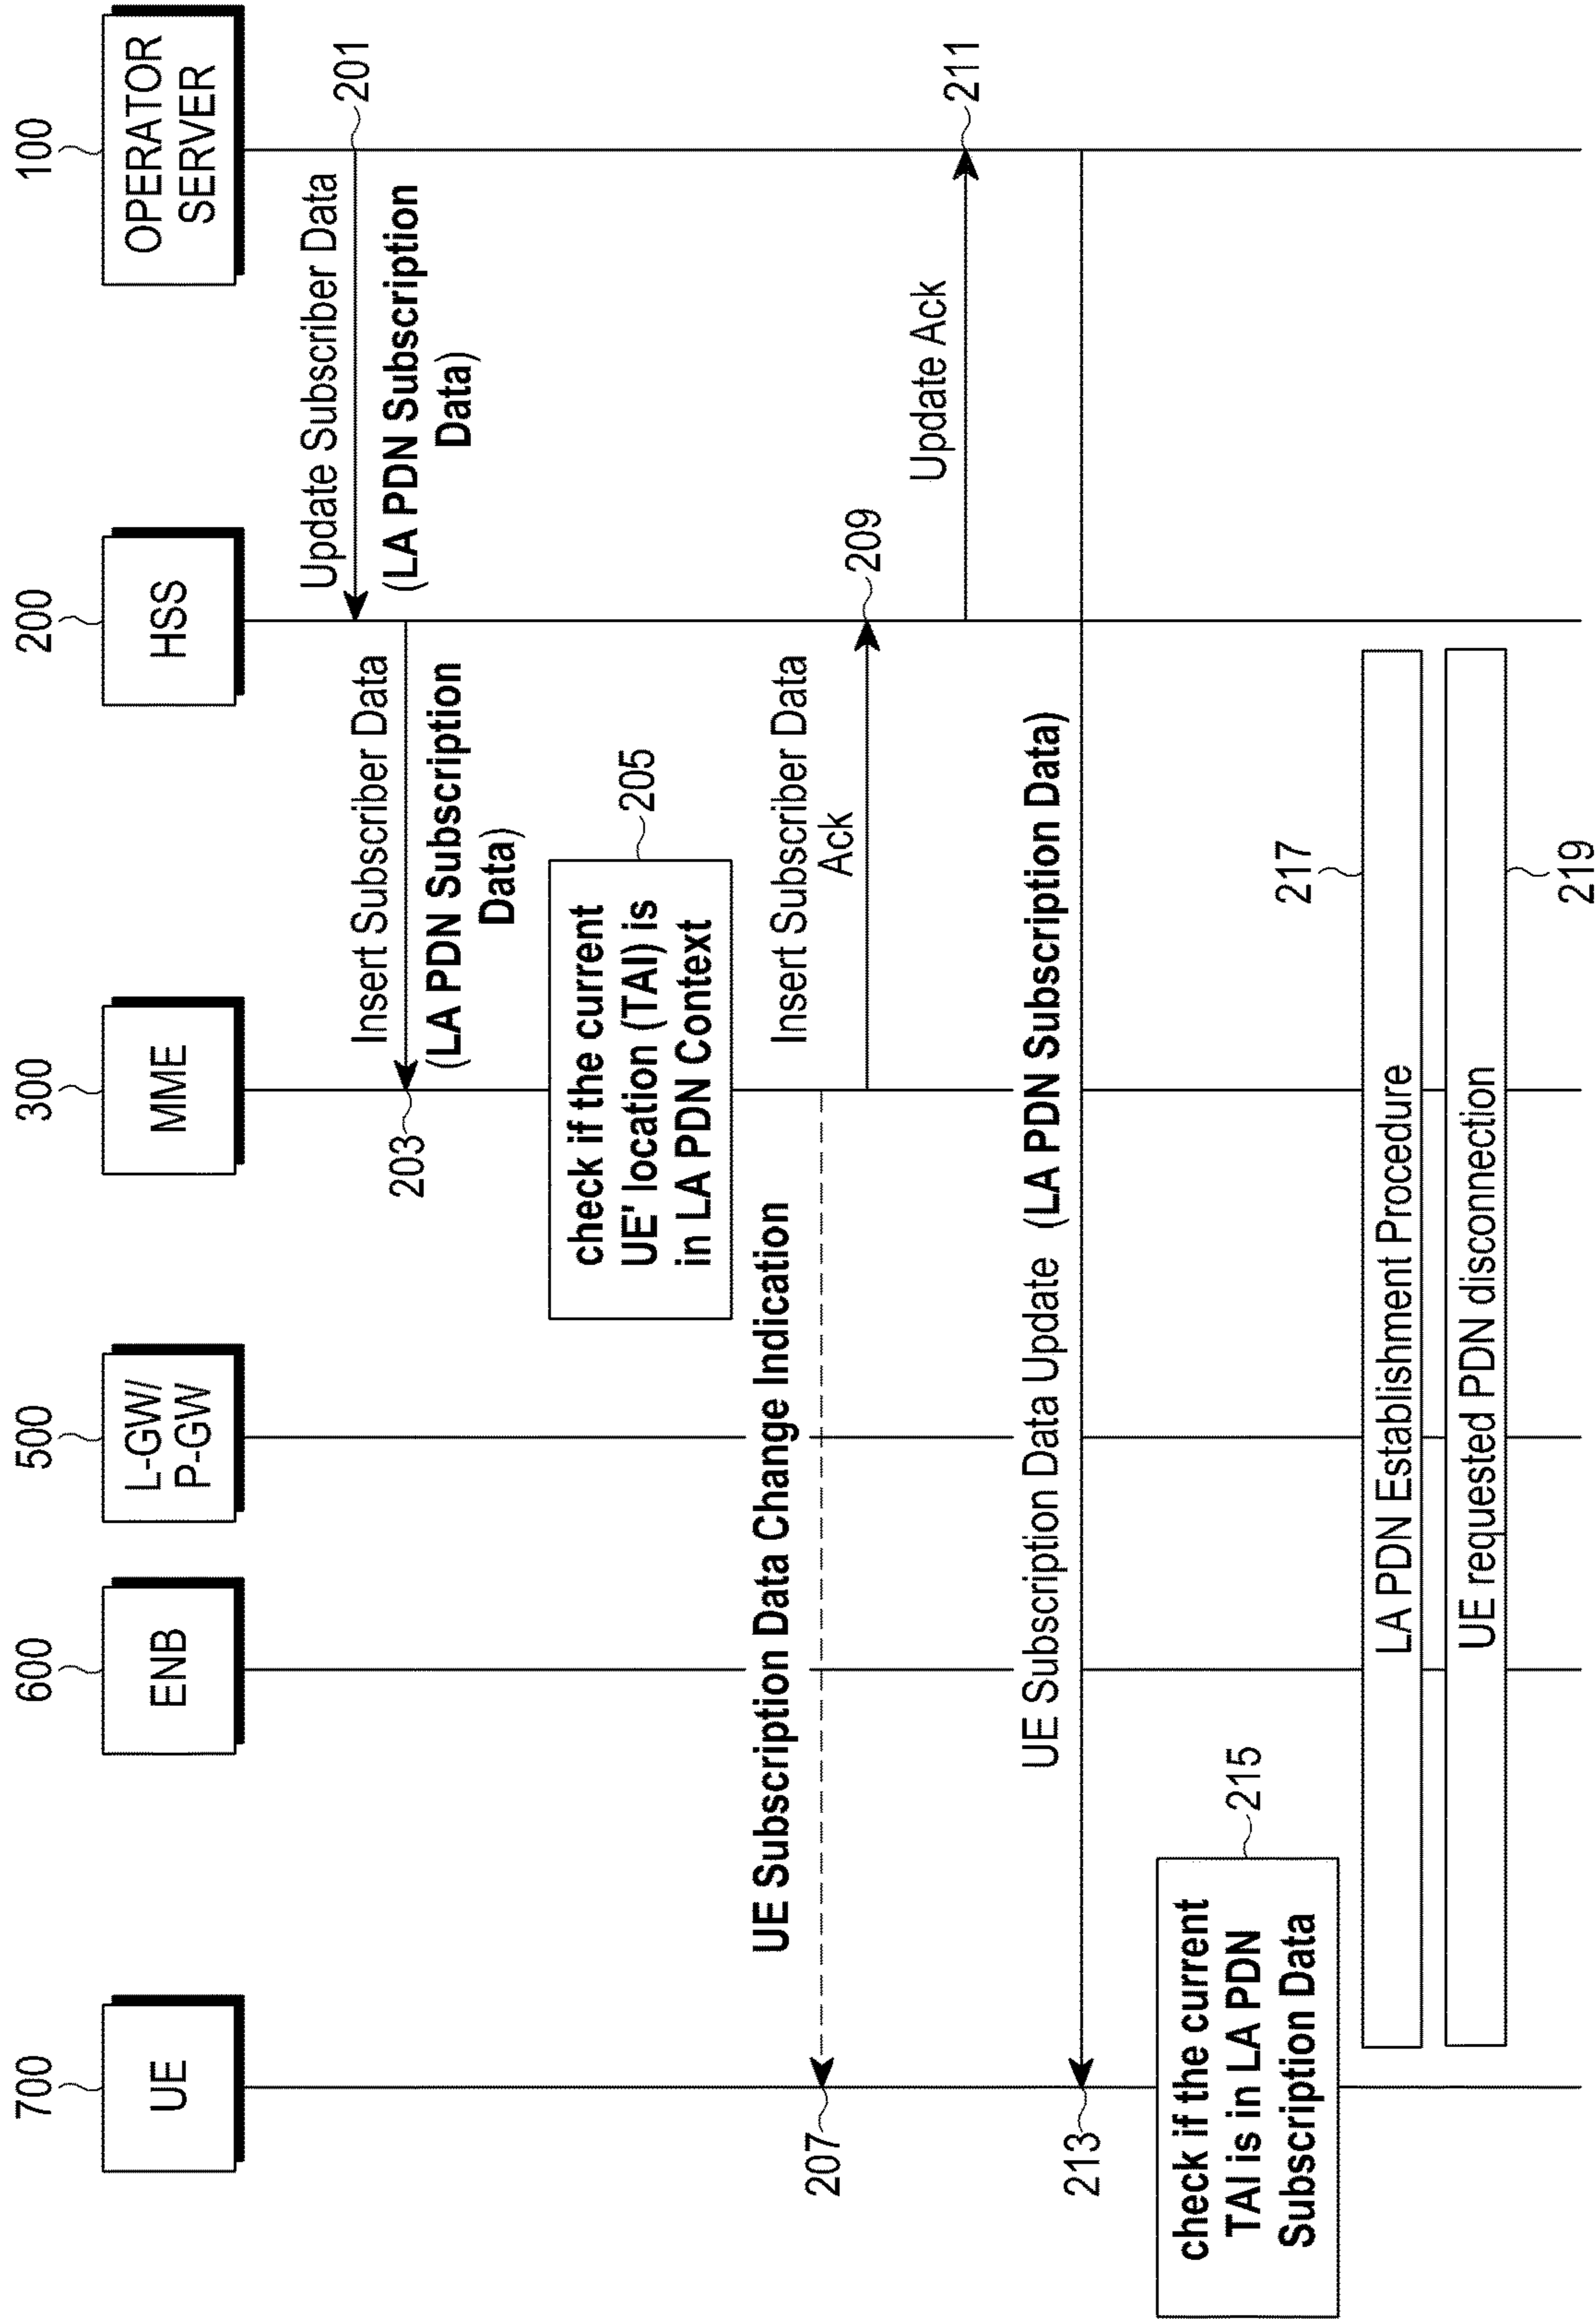 700
600
500
300
200
100
UE
ENB
L-GW/
P-GW
MME
HSS
OPERATOR
SERVER
Update Subscriber Data
201
(LA PDN Subscription
Data)
Insert Subscriber Data
203
(LA PDN Subscription
Data)
205
check if the current
UE' location (TAI) is
in LA PDN Context
UE Subscription Data Change Indication
207
Insert Subscriber Data
Ack
209
Update Ack
211
UE Subscription Data Update (LA PDN Subscription Data)
213
215
check if the current
TAI is in LA PDN
Subscription Data
217
LA PDN Establishment Procedure
UE requested PDN disconnection
219